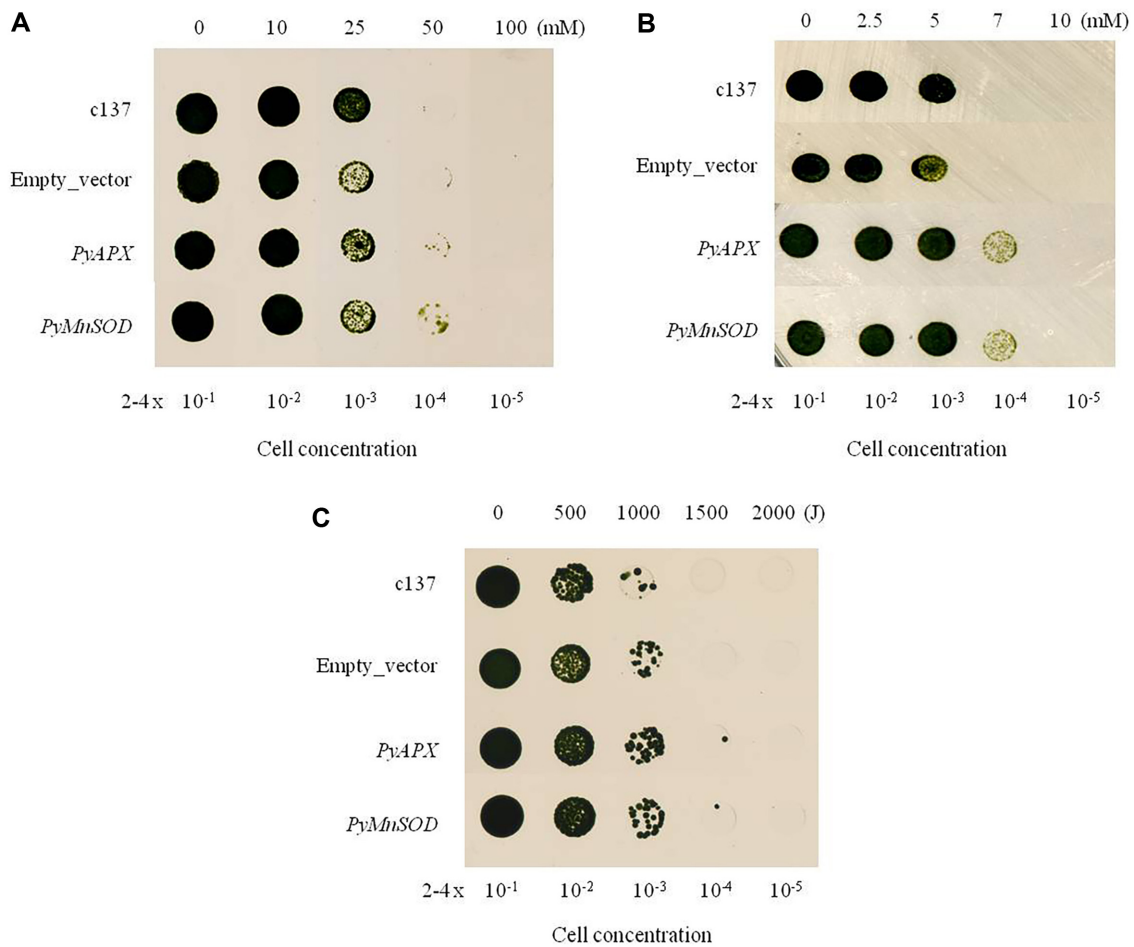 A
0 10 25 50 100 (mM)
c137
Empty_vector
PyAPX
PyMnSOD
2-4 x 10-1 10-2 10-3 10-4 10-5
Cell concentration
B
0 2.5 5 7 10 (mM)
c137
Empty_vector
PyAPX
PyMnSOD
2-4 x 10-1 10-2 10-3 10-4 10-5
Cell concentration
C
0 500 1000 1500 2000 (J)
c137
Empty_vector
PyAPX
PyMnSOD
2-4 x 10-1 10-2 10-3 10-4 10-5
Cell concentration